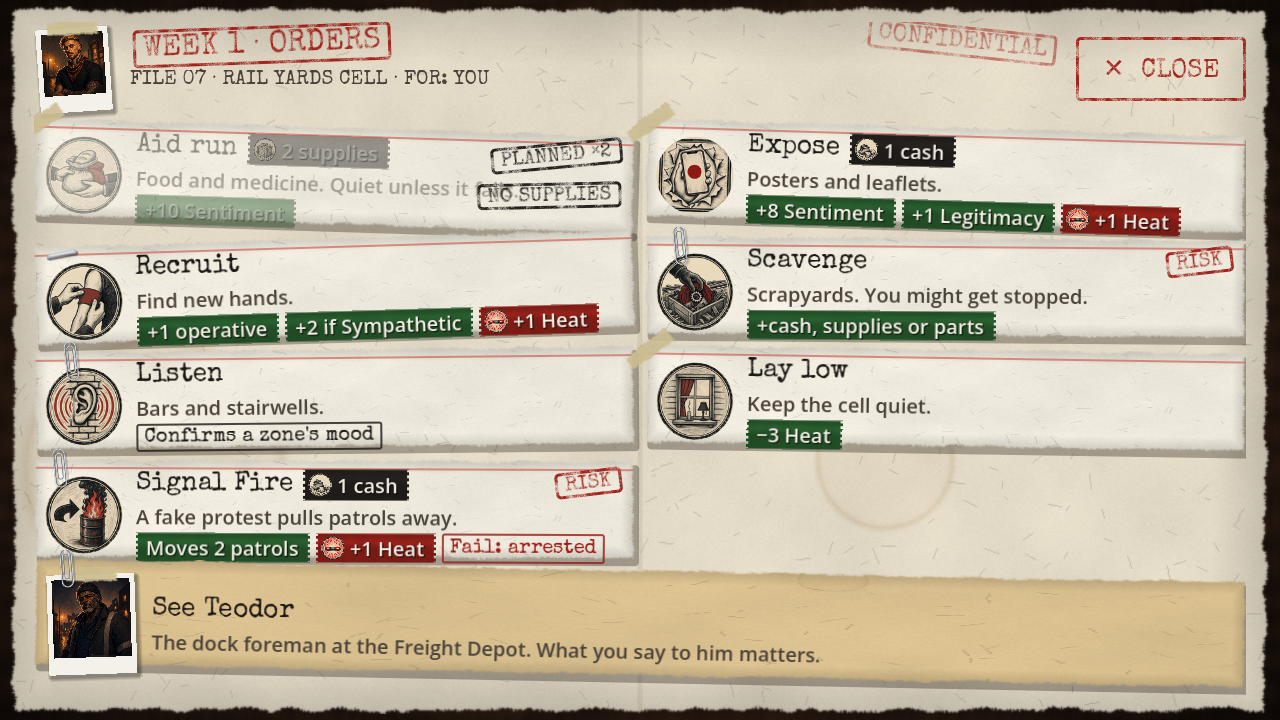 WEEK 1 · ORDERS
FILE 07 · RAIL YARDS CELL · FOR: YOU
CONFIDENTIAL
× CLOSE
Aid run 2 supplies
PLANNED ×2
Food and medicine. Quiet unless it
NO SUPPLIES
+10 Sentiment
Recruit
Find new hands.
+1 operative +2 if Sympathetic +1 Heat
Listen
Bars and stairwells.
Confirms a zone's mood
Signal Fire 1 cash
RISK
A fake protest pulls patrols away.
Moves 2 patrols +1 Heat Fail: arrested
Expose 1 cash
Posters and leaflets.
+8 Sentiment +1 Legitimacy +1 Heat
Scavenge
RISK
Scrapyards. You might get stopped.
+cash, supplies or parts
Lay low
Keep the cell quiet.
−3 Heat
See Teodor
The dock foreman at the Freight Depot. What you say to him matters.